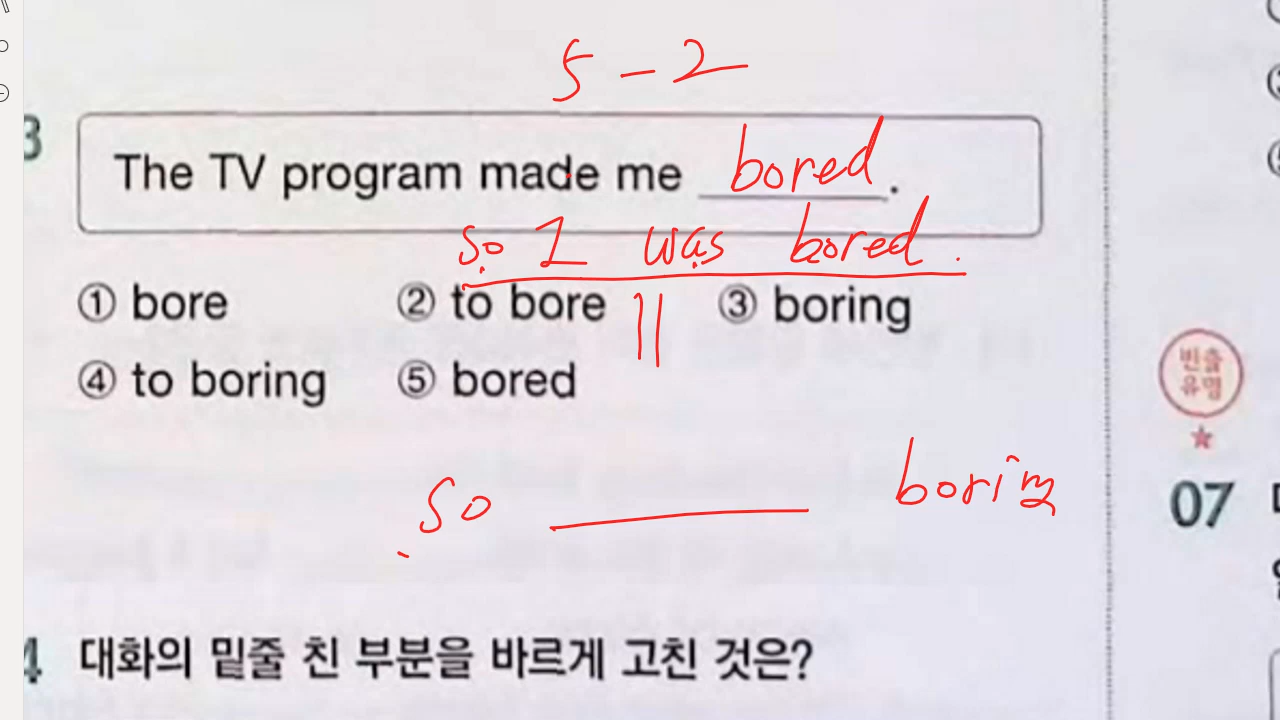 5-2
3
The TV program made me bored.
so I was bored.
① bore ② to bore ③ boring
④ to boring ⑤ bored
빈출
유형
so ______ boring
07
4 대화의 밑줄 친 부분을 바르게 고친 것은?